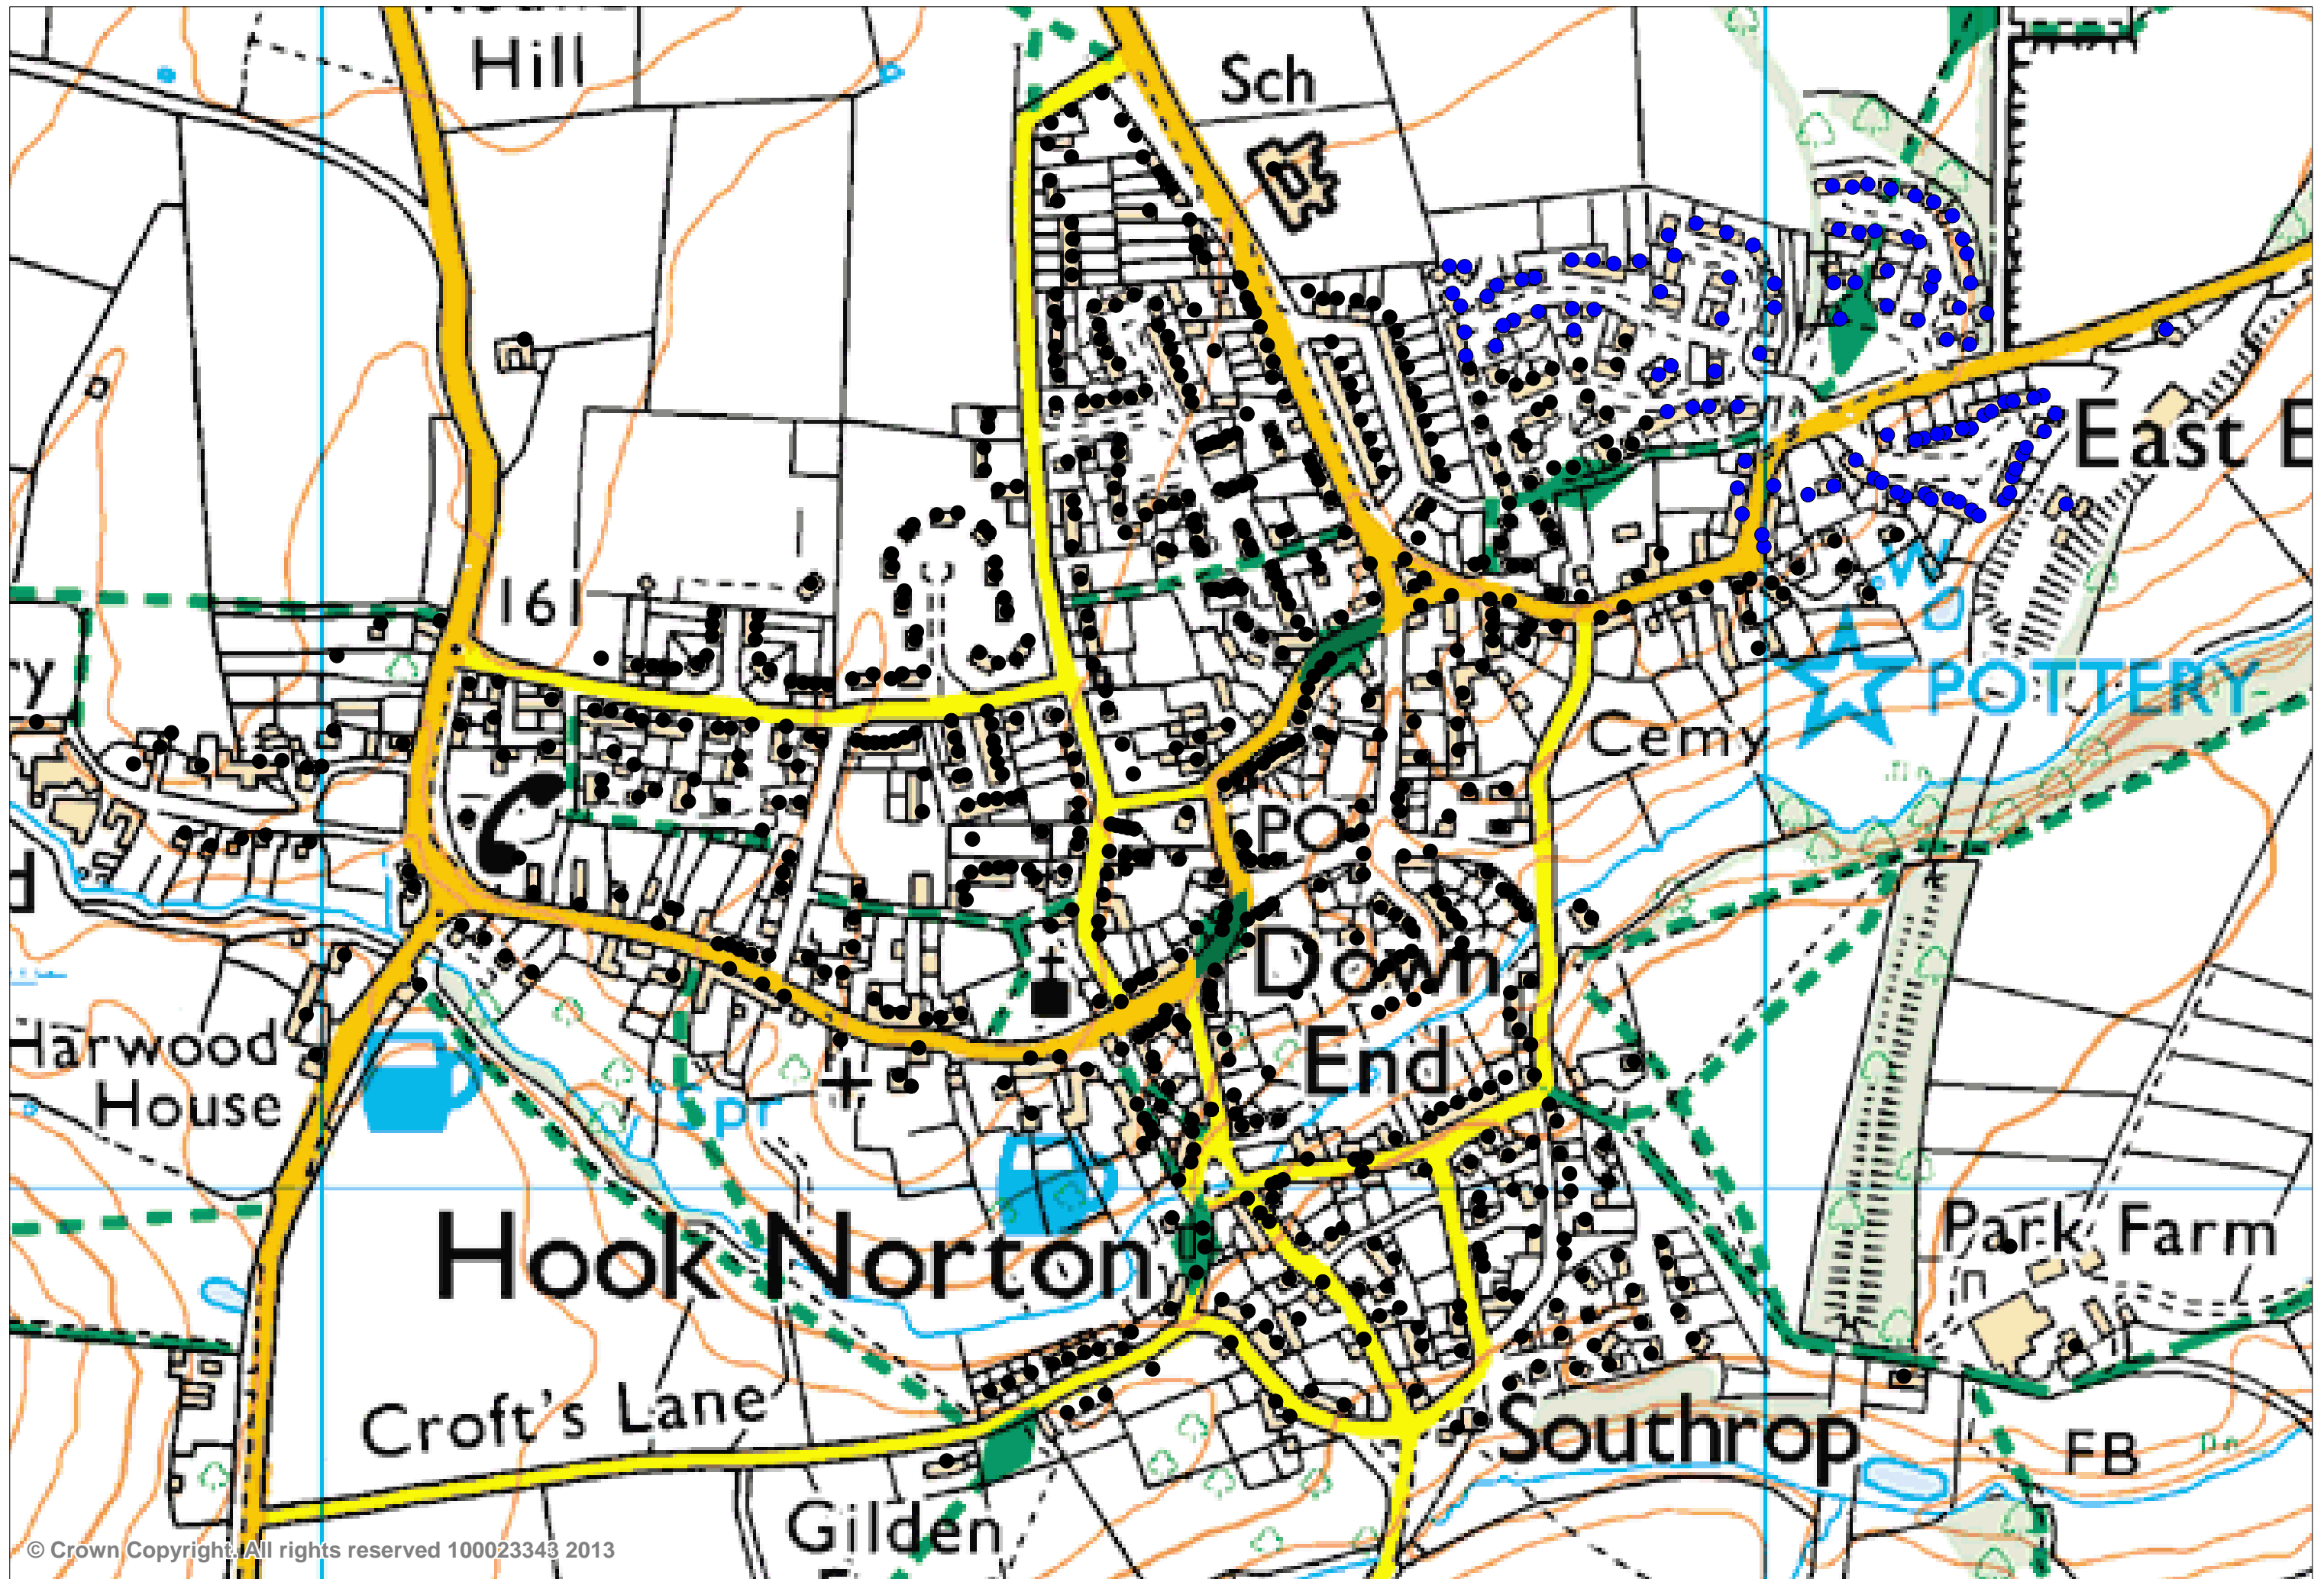 Hill
Sch
East E
161
ry
POTTERY
Cemy
PO
d
Down
End
Harwood
House
Spr
Hook Norton
Park Farm
Croft's Lane
Southrop
FB
Gilden
© Crown Copyright. All rights reserved 100023343 2013